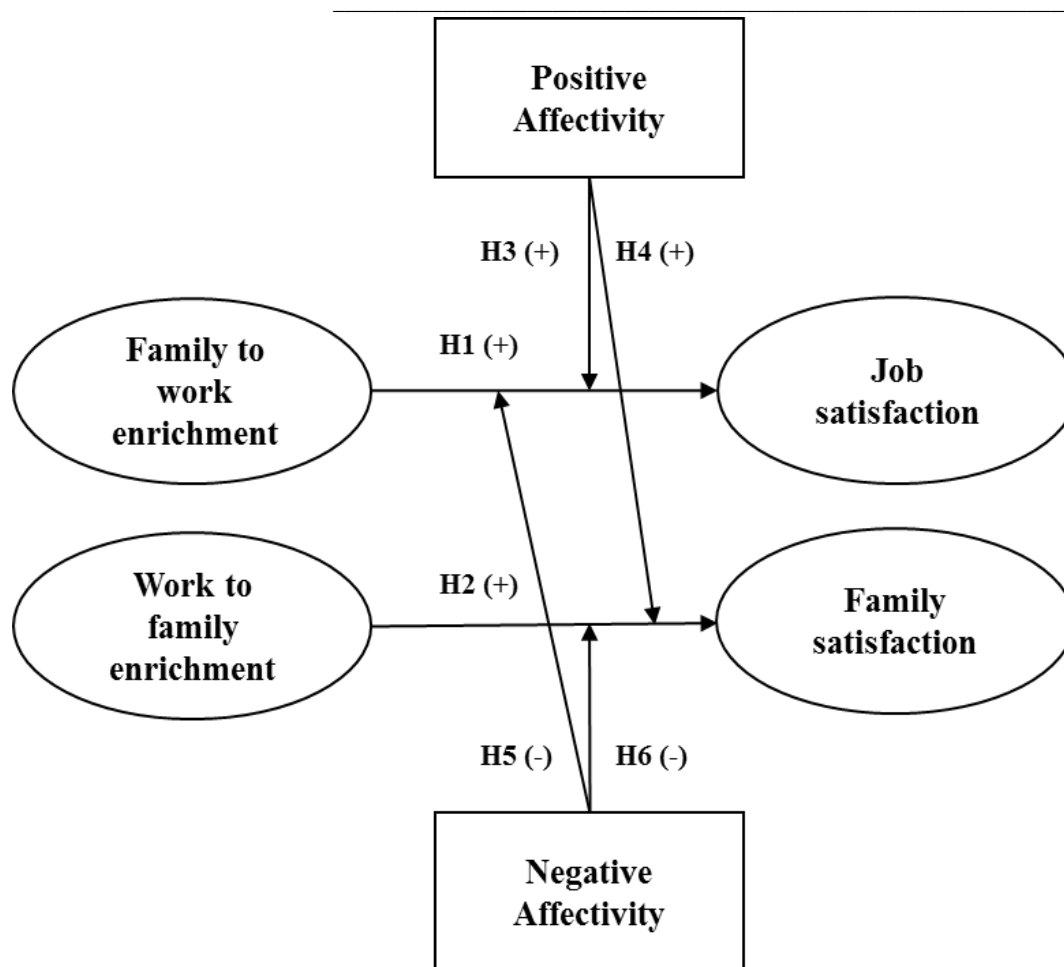 Positive
Affectivity
H3 (+)
H4 (+)
H1 (+)
Family to
work
enrichment
Job
satisfaction
H2 (+)
Work to
family
enrichment
Family
satisfaction
H5 (-)
H6 (-)
Negative
Affectivity